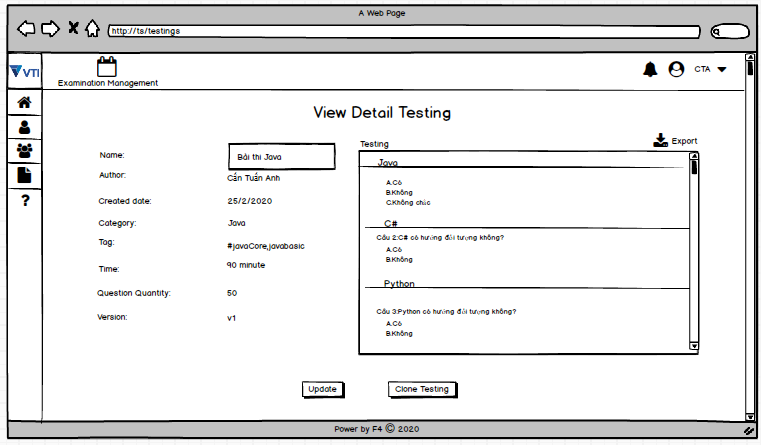 A Web Page
http://ts/testings
VTI
Examination Management
CTA
View Detail Testing
Name: Bài thi Java
Author: Cấn Tuấn Anh
Created date: 25/2/2020
Category: Java
Tag: #javaCore,javabasic
Time: 90 minute
Question Quantity: 50
Version: v1
Testing
Export
Java
A.Có
B.Không
C.Không chắc
C#
Câu 2:C# có hướng đối tượng không?
A.Có
B.Không
Python
Câu 3:Python có hướng đối tượng không?
A.Có
B.Không
Update
Clone Testing
Power by F4 © 2020